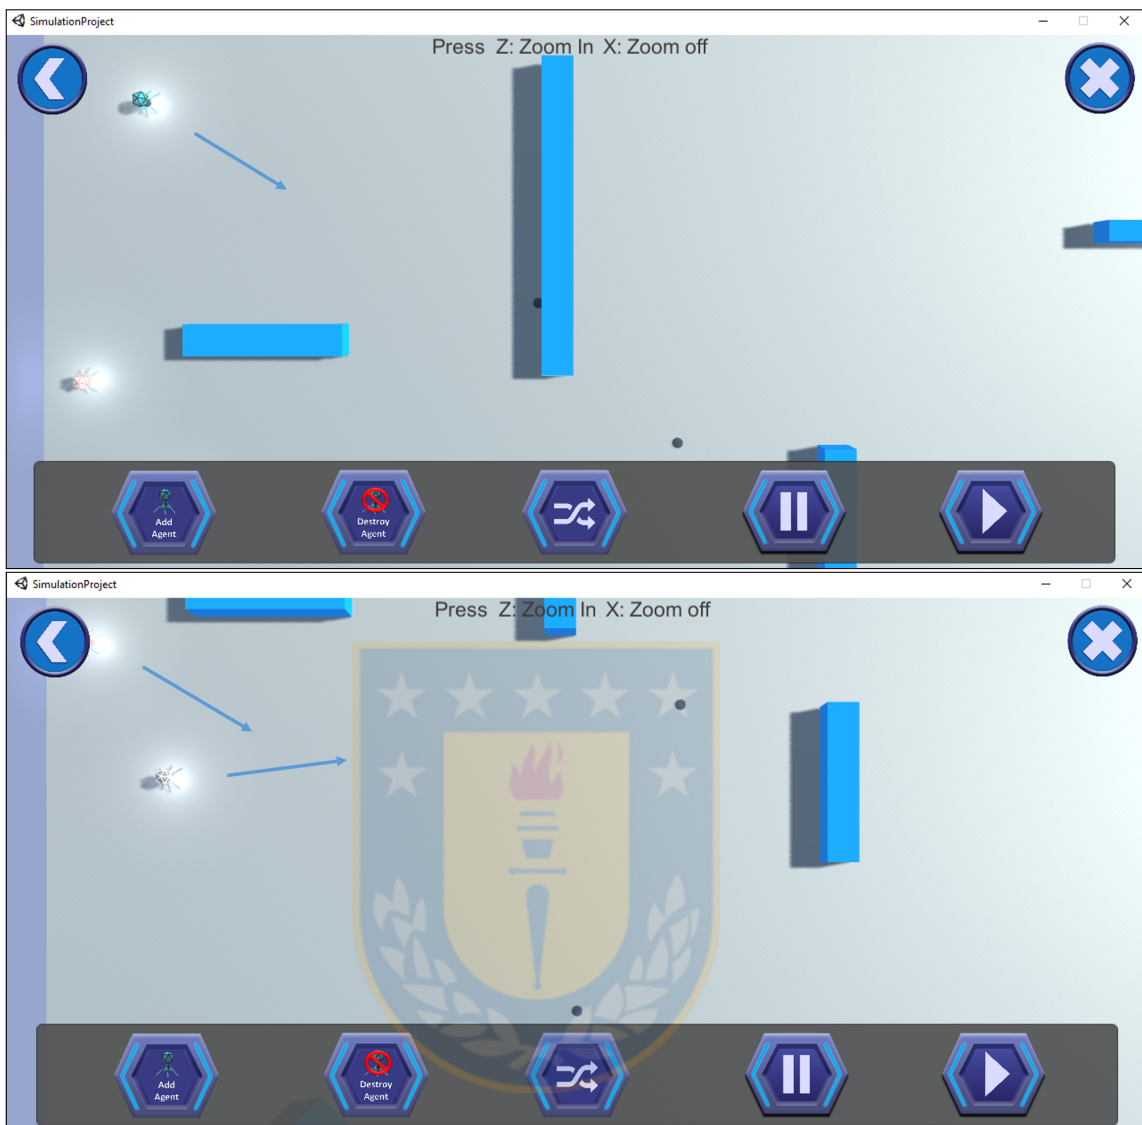 SimulationProject
Press Z: Zoom In X: Zoom off
Add
Agent
Destroy
Agent
SimulationProject
Press Z: Zoom In X: Zoom off
Add
Agent
Destroy
Agent